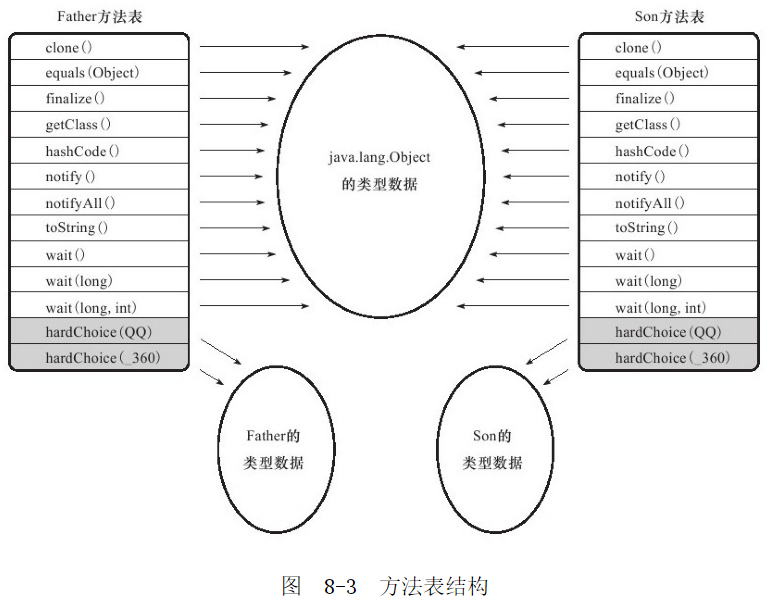 Father方法表
clone()
equals(Object)
finalize()
getClass()
hashCode()
notify()
notifyAll()
toString()
wait()
wait(long)
wait(long, int)
hardChoice(QQ)
hardChoice(_360)
java.lang.Object
的类型数据
Son方法表
clone()
equals(Object)
finalize()
getClass()
hashCode()
notify()
notifyAll()
toString()
wait()
wait(long)
wait(long, int)
hardChoice(QQ)
hardChoice(_360)
Father的
类型数据
Son的
类型数据
图 8-3 方法表结构